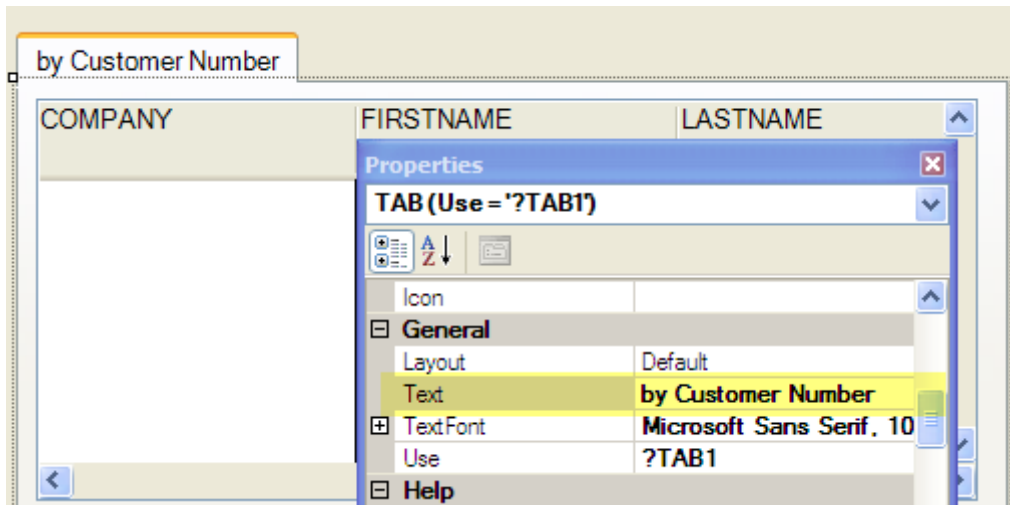 by Customer Number
COMPANY FIRSTNAME LASTNAME
Properties
TAB (Use = '?TAB1')
A
Z
Icon
General
Layout Default
Text by Customer Number
TextFont Microsoft Sans Serif, 10
Use ?TAB1
Help